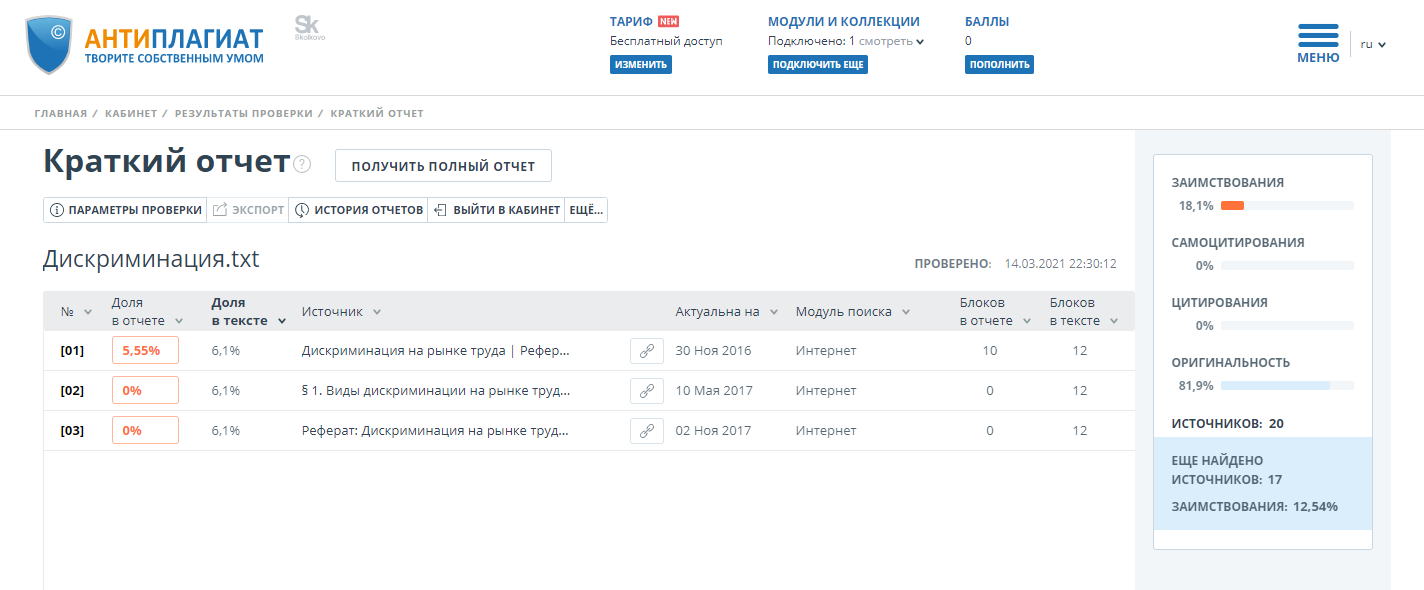 ©
АНТИПЛАГИАТ
ТВОРИТЕ СОБСТВЕННЫМ УМОМ
Sk
Skolkovo
ТАРИФ NEW
Бесплатный доступ
ИЗМЕНИТЬ
МОДУЛИ И КОЛЛЕКЦИИ
Подключено: 1 смотреть
ПОДКЛЮЧИТЬ ЕЩЕ
БАЛЛЫ
0
ПОПОЛНИТЬ
МЕНЮ
ru
ГЛАВНАЯ / КАБИНЕТ / РЕЗУЛЬТАТЫ ПРОВЕРКИ / КРАТКИЙ ОТЧЕТ
Краткий отчет ?
ПОЛУЧИТЬ ПОЛНЫЙ ОТЧЕТ
ПАРАМЕТРЫ ПРОВЕРКИ ЭКСПОРТ ИСТОРИЯ ОТЧЕТОВ ВЫЙТИ В КАБИНЕТ ЕЩЁ...
Дискриминация.txt
ПРОВЕРЕНО: 14.03.2021 22:30:12
№ Доля в отчете Доля в тексте Источник Актуальна на Модуль поиска Блоков в отчете Блоков в тексте
[01] 5,55% 6,1% Дискриминация на рынке труда | Рефер... 30 Ноя 2016 Интернет 10 12
[02] 0% 6,1% § 1. Виды дискриминации на рынке труд... 10 Мая 2017 Интернет 0 12
[03] 0% 6,1% Реферат: Дискриминация на рынке труд... 02 Ноя 2017 Интернет 0 12
ЗАИМСТВОВАНИЯ
18,1%
САМОЦИТИРОВАНИЯ
0%
ЦИТИРОВАНИЯ
0%
ОРИГИНАЛЬНОСТЬ
81,9%
ИСТОЧНИКОВ: 20
ЕЩЕ НАЙДЕНО
ИСТОЧНИКОВ: 17
ЗАИМСТВОВАНИЯ: 12,54%